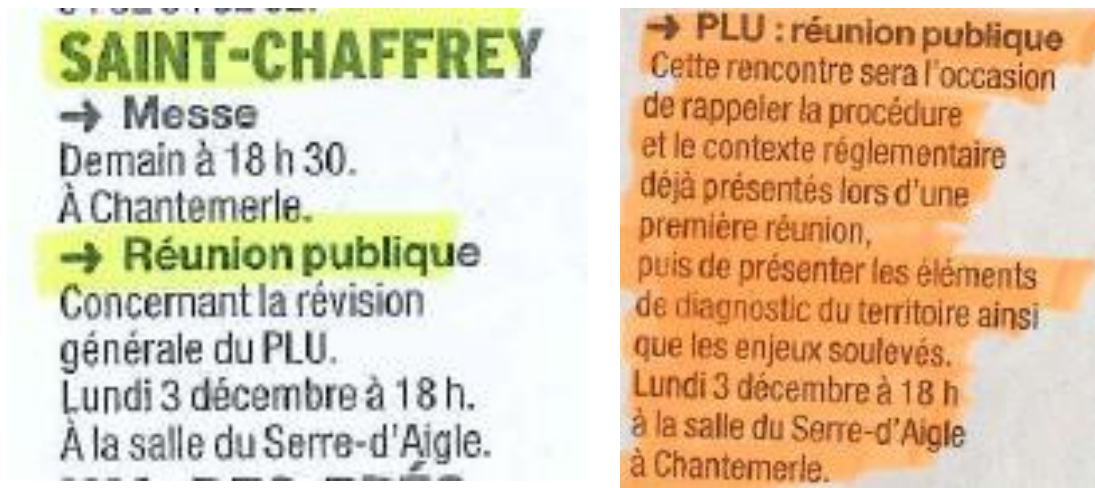 SAINT-CHAFFREY
→ Messe
Demain à 18 h 30.
À Chantemerle.
→ Réunion publique
Concernant la révision
générale du PLU.
Lundi 3 décembre à 18 h.
À la salle du Serre-d'Aigle.
→ PLU : réunion publique
Cette rencontre sera l'occasion
de rappeler la procédure
et le contexte réglementaire
déjà présentés lors d'une
première réunion,
puis de présenter les éléments
de diagnostic du territoire ainsi
que les enjeux soulevés.
Lundi 3 décembre à 18 h
à la salle du Serre-d'Aigle
à Chantemerle.